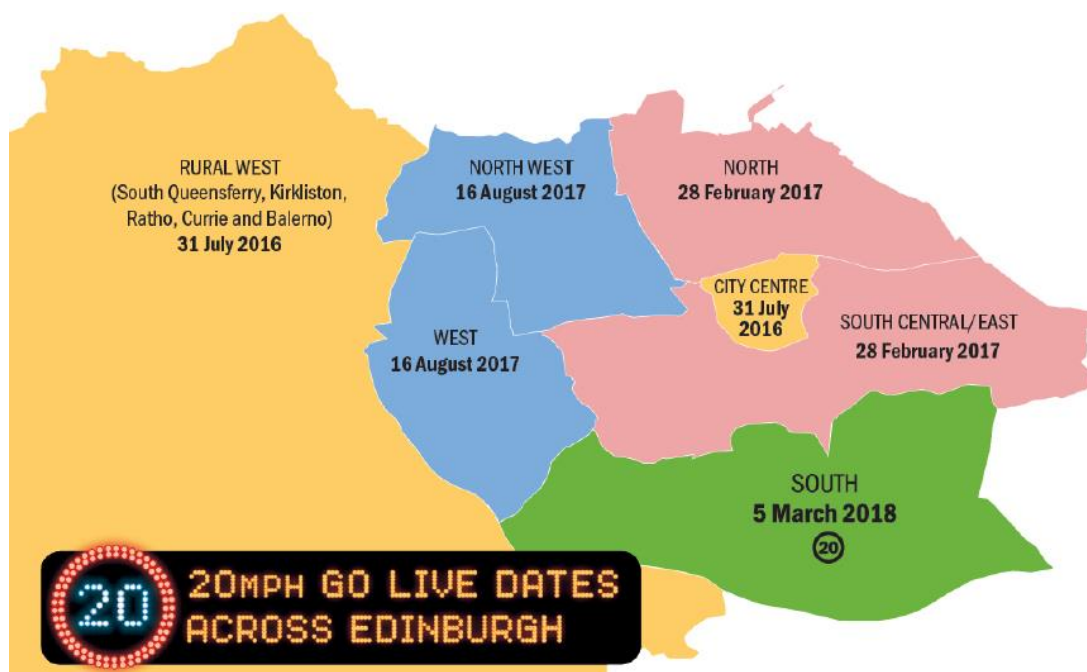 RURAL WEST
(South Queensferry, Kirkliston,
Ratho, Currie and Balerno)
31 July 2016
NORTH WEST
16 August 2017
NORTH
28 February 2017
WEST
16 August 2017
CITY CENTRE
31 July
2016
SOUTH CENTRAL/EAST
28 February 2017
SOUTH
5 March 2018
20
20
20MPH GO LIVE DATES
ACROSS EDINBURGH